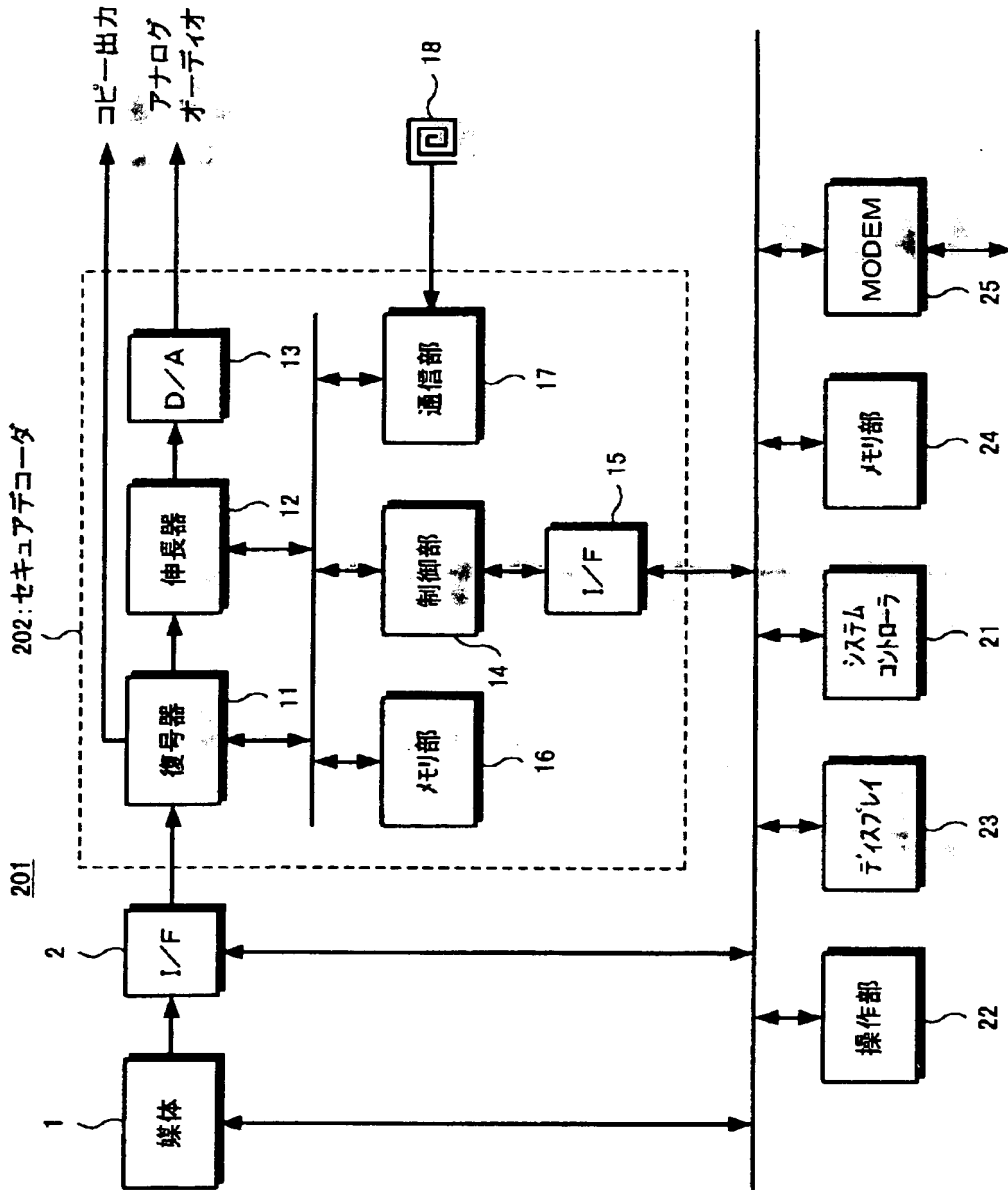 201
202：セキュアデコーダ
コピー出力
アナログ
オーディオ
1
媒体
2
I/F
復号器
11
伸長器
12
D/A
13
メモリ部
16
制御部
14
通信部
17
18
I/F
15
操作部
22
ディスプレイ
23
システム
コントローラ
21
メモリ部
24
MODEM
25